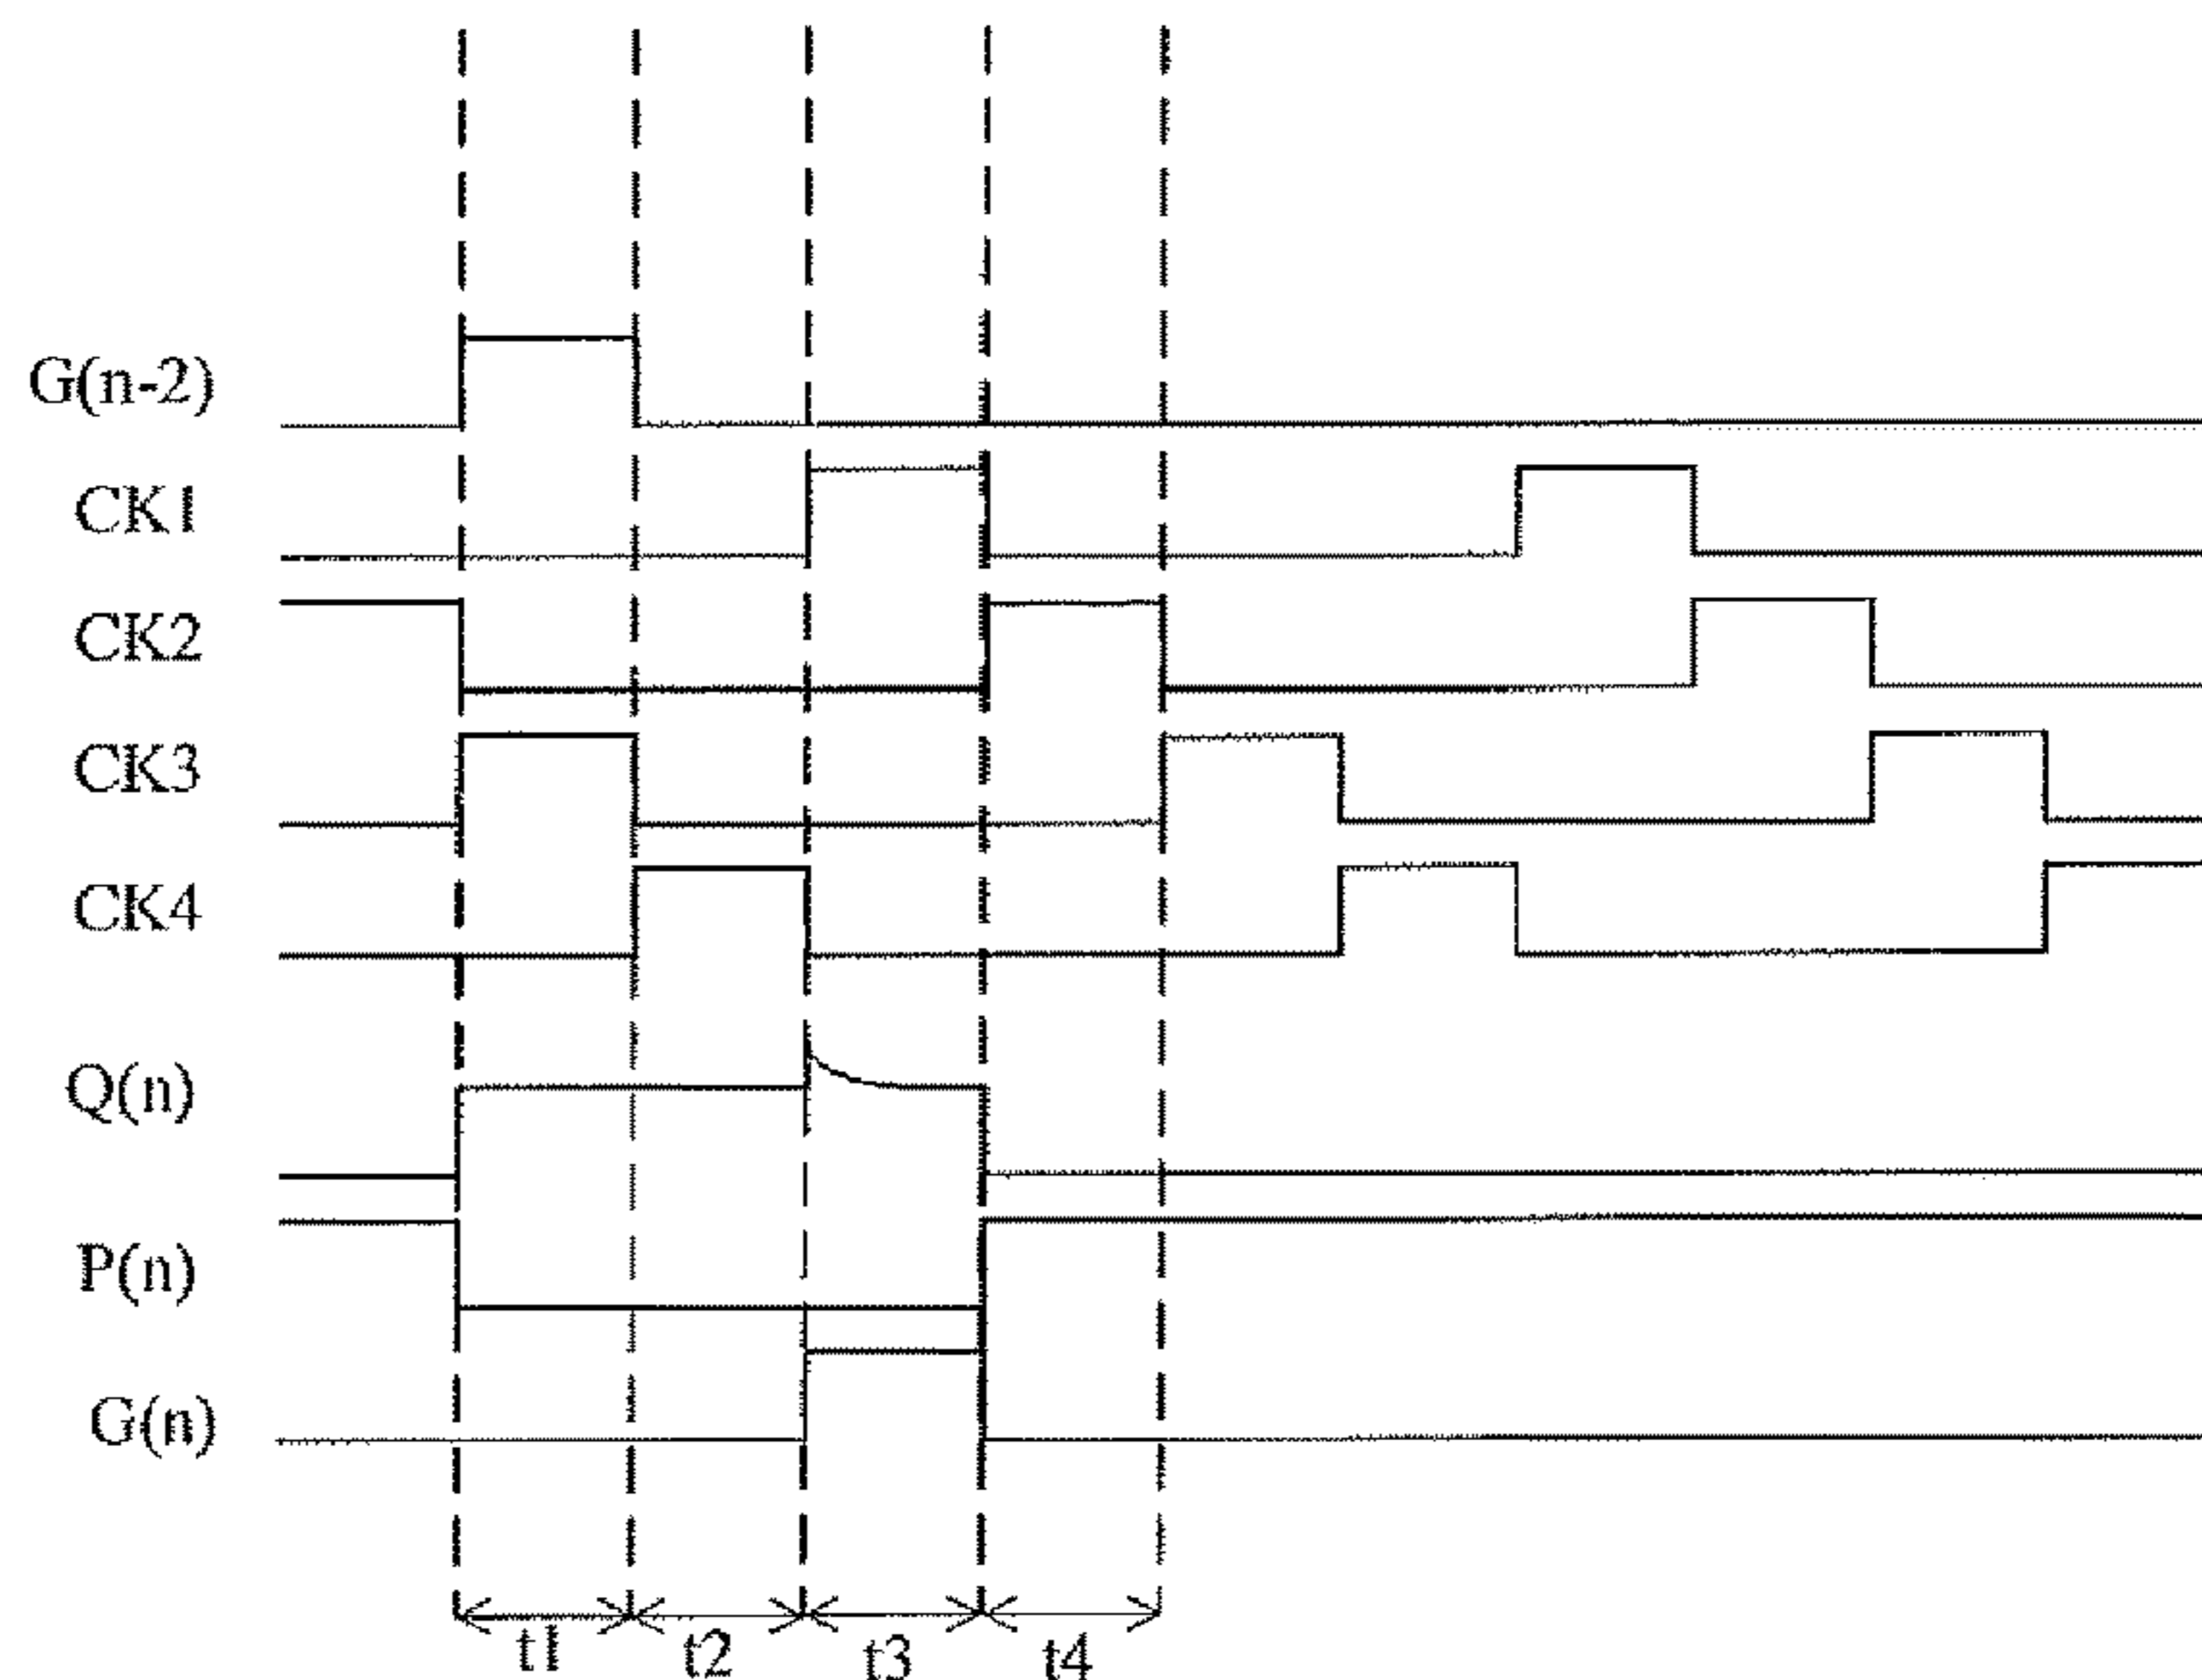 G(n-2)
CK1
CK2
CK3
CK4
Q(n)
P(n)
G(n)
t1 t2 t3 t4